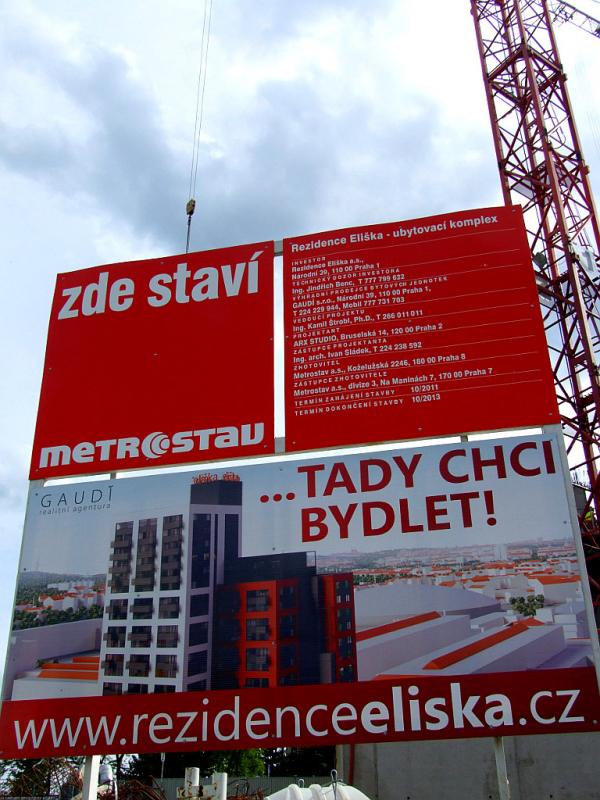 zde staví
METROSTAV
Rezidence Eliška - ubytovací komplex
INVESTOR
Rezidence Eliška a.s.,
Národní 39, 110 00 Praha 1
TECHNICKÝ DOZOR INVESTORA
Ing. Jindřich Benc, T 777 799 622
VÝHRADNÍ PRODEJCE BYTOVÝCH JEDNOTEK
GAUDÍ s.r.o., Národní 39, 110 00 Praha 1,
T 224 229 944, Mobil 777 731 703
VEDOUCÍ PROJEKTU
Ing. Kamil Štrobl, Ph.D., T 266 011 011
PROJEKTANT
ARX STUDIO, Bruselská 14, 120 00 Praha 2
ZÁSTUPCE PROJEKTANTA
Ing. arch. Ivan Sládek, T 224 238 592
ZHOTOVITEL
Metrostav a.s., Koželužská 2246, 180 00 Praha 8
ZÁSTUPCE ZHOTOVITELE
Metrostav a.s., divize 3, Na Maninách 7, 170 00 Praha 7
TERMÍN ZAHÁJENÍ STAVBY 10/2011
TERMÍN DOKONČENÍ STAVBY 10/2013
GAUDÍ
realitní agentura
...TADY CHCI
BYDLET!
www.rezidenceeliska.cz